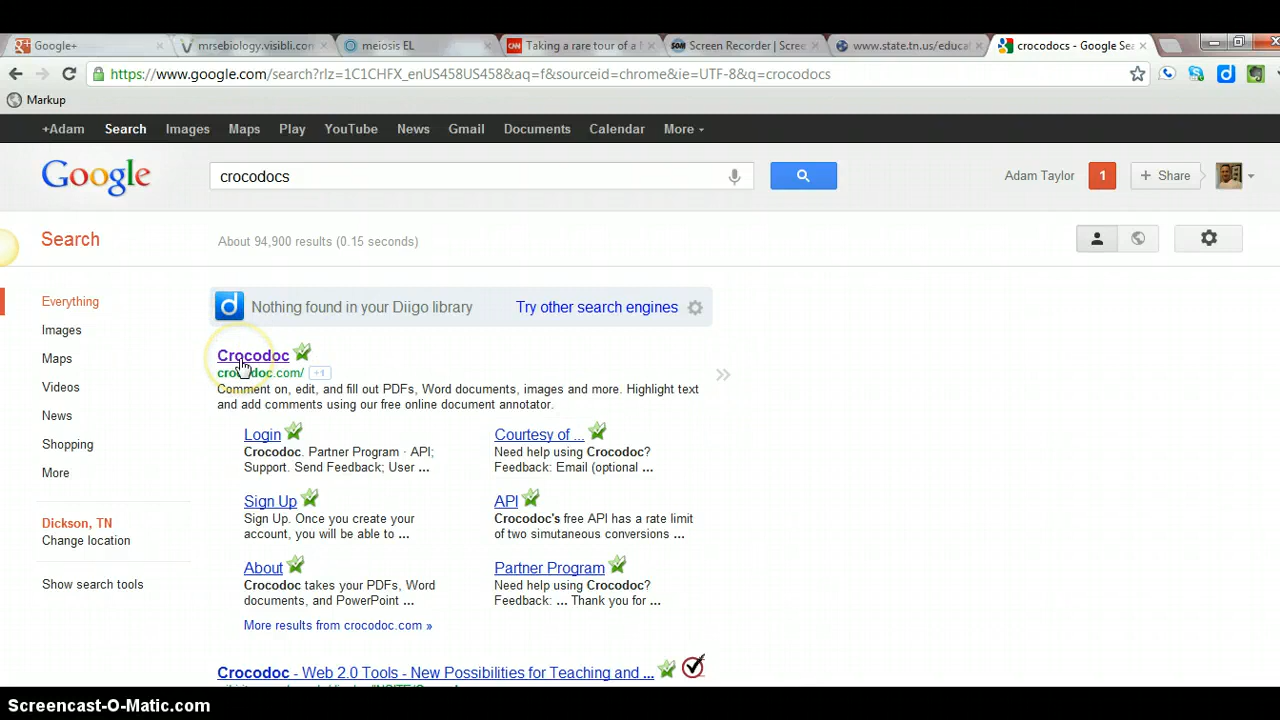 Google+
mrsebiology.visibli.con
meiosis EL
Taking a rare tour of a
Screen Recorder | Scree
www.state.tn.us/educa
crocodocs - Google Sea
https://www.google.com/search?rlz=1C1CHFX_enUS458US458&aq=f&sourceid=chrome&ie=UTF-8&q=crocodocs
Markup
+Adam Search Images Maps Play YouTube News Gmail Documents Calendar More
Google
crocodocs
Adam Taylor
1
+ Share
Search
About 94,900 results (0.15 seconds)
Everything
Images
Maps
Videos
News
Shopping
More
Dickson, TN
Change location
Show search tools
d Nothing found in your Diigo library Try other search engines
Crocodoc
crocodoc.com/ +1
Comment on, edit, and fill out PDFs, Word documents, images and more. Highlight text
and add comments using our free online document annotator.
Login
Crocodoc. Partner Program · API;
Support. Send Feedback; User ...
Courtesy of ...
Need help using Crocodoc?
Feedback: Email (optional ...
Sign Up
Sign Up. Once you create your
account, you will be able to ...
API
Crocodoc's free API has a rate limit
of two simutaneous conversions ...
About
Crocodoc takes your PDFs, Word
documents, and PowerPoint ...
Partner Program
Need help using Crocodoc?
Feedback: ... Thank you for ...
More results from crocodoc.com »
Crocodoc - Web 2.0 Tools - New Possibilities for Teaching and ...
Screencast-O-Matic.com